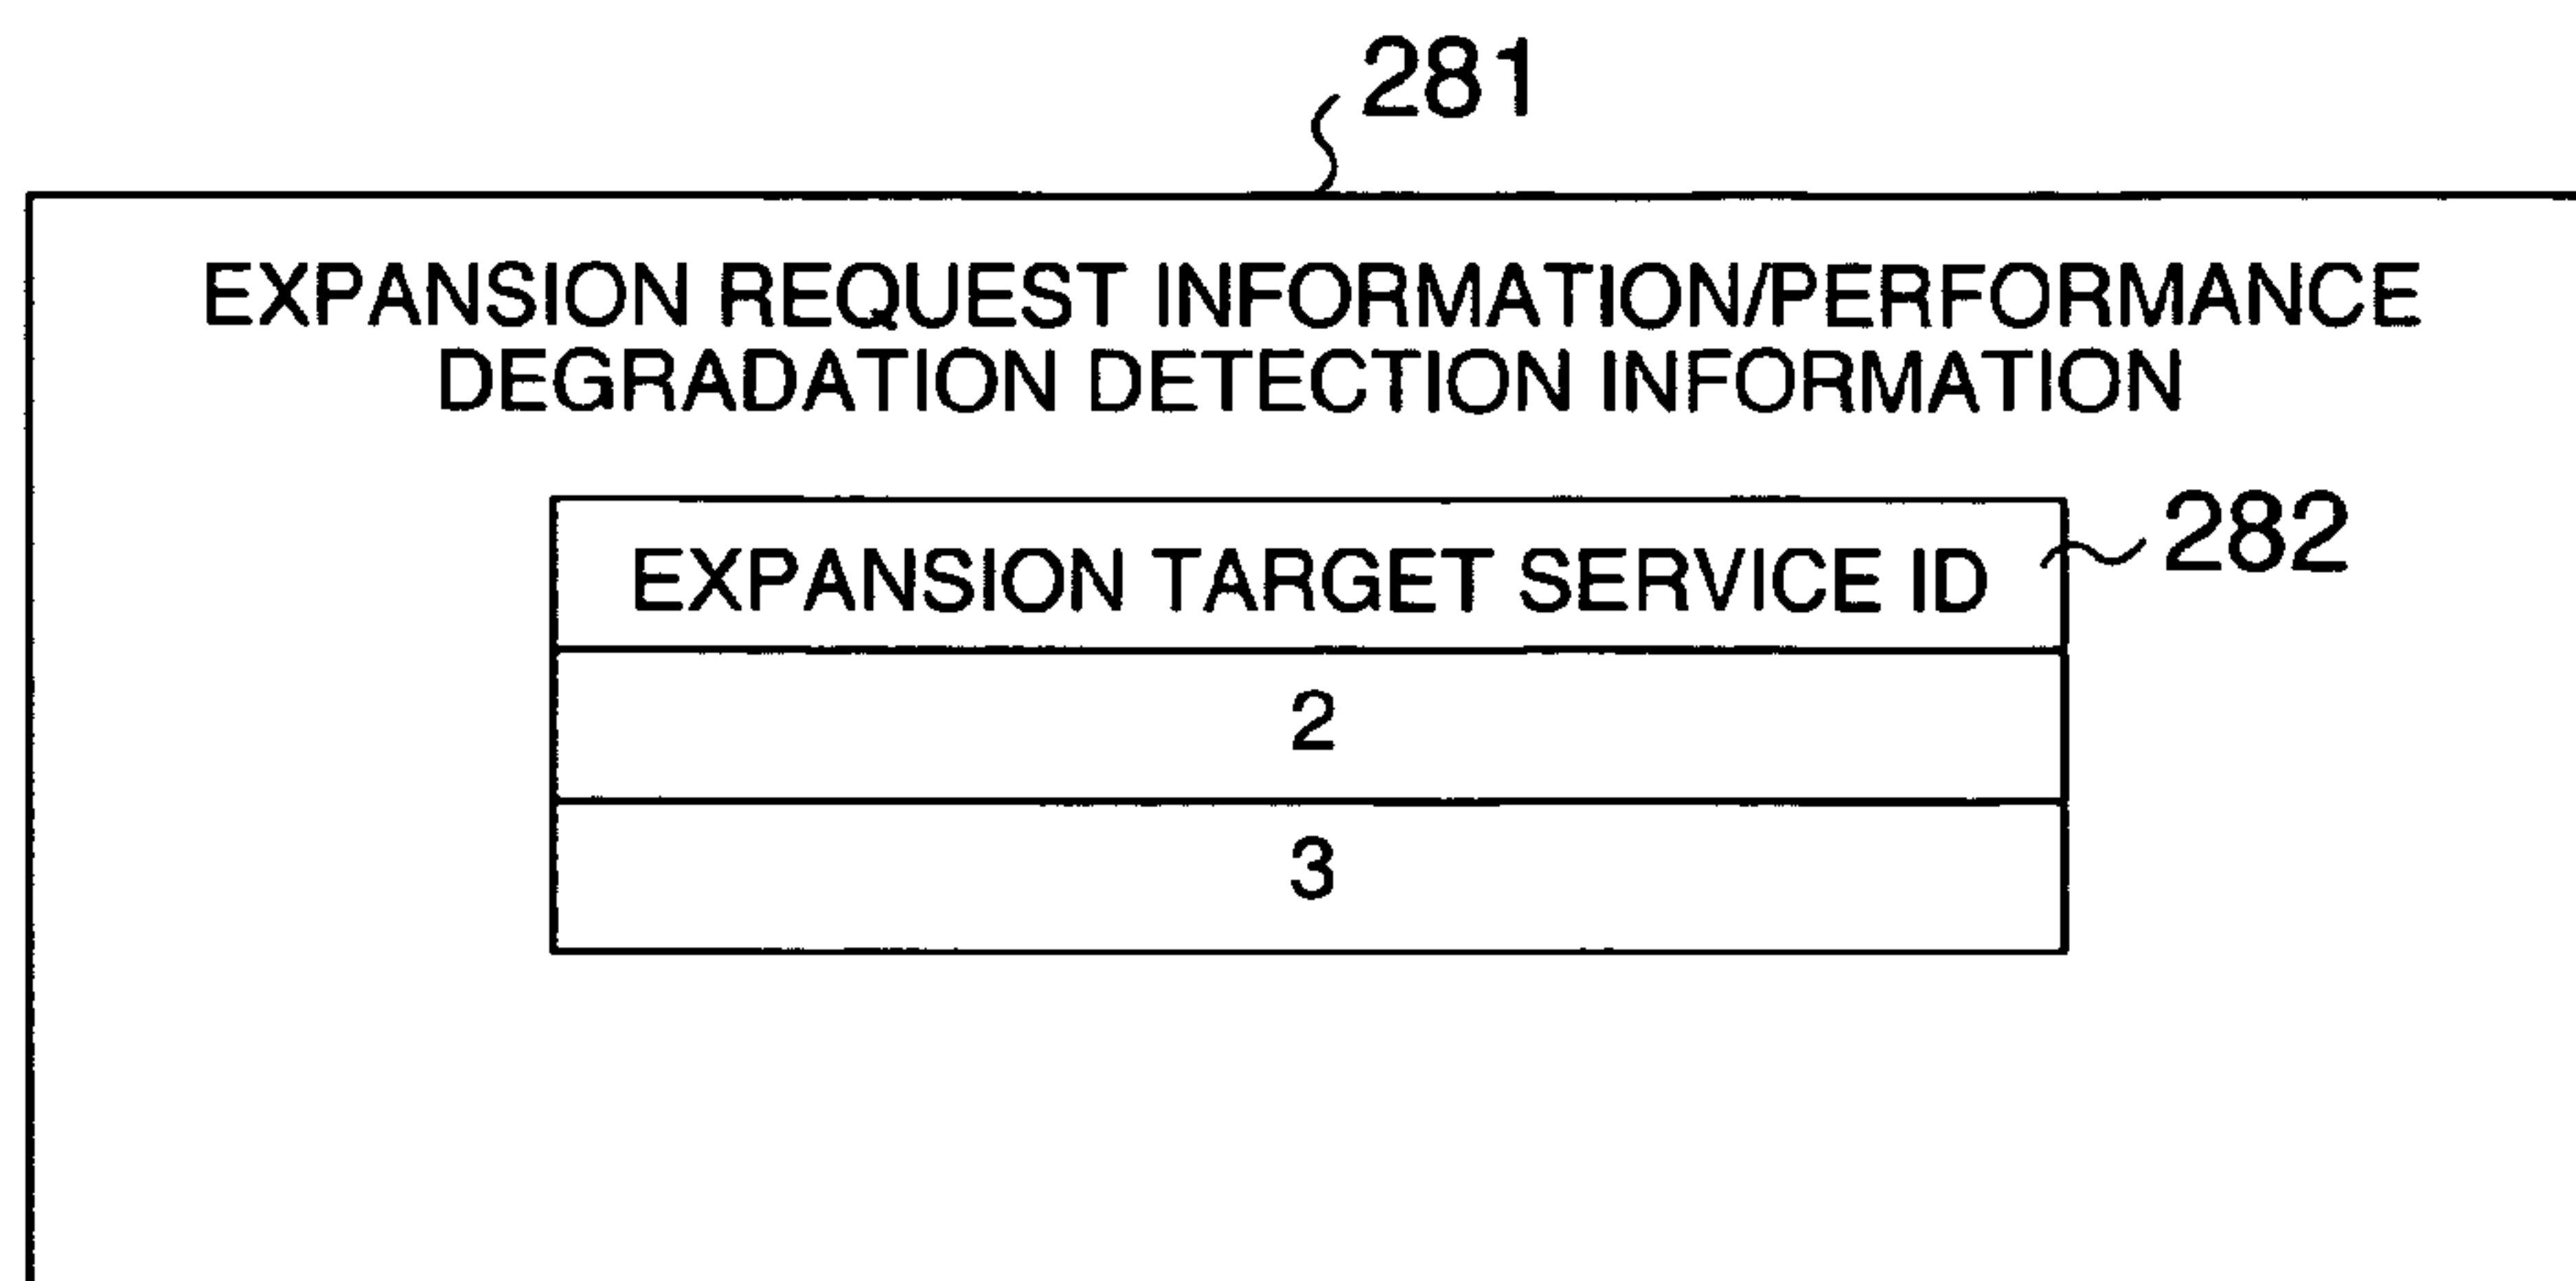 281
EXPANSION REQUEST INFORMATION/PERFORMANCE
DEGRADATION DETECTION INFORMATION
EXPANSION TARGET SERVICE ID
282
2
3